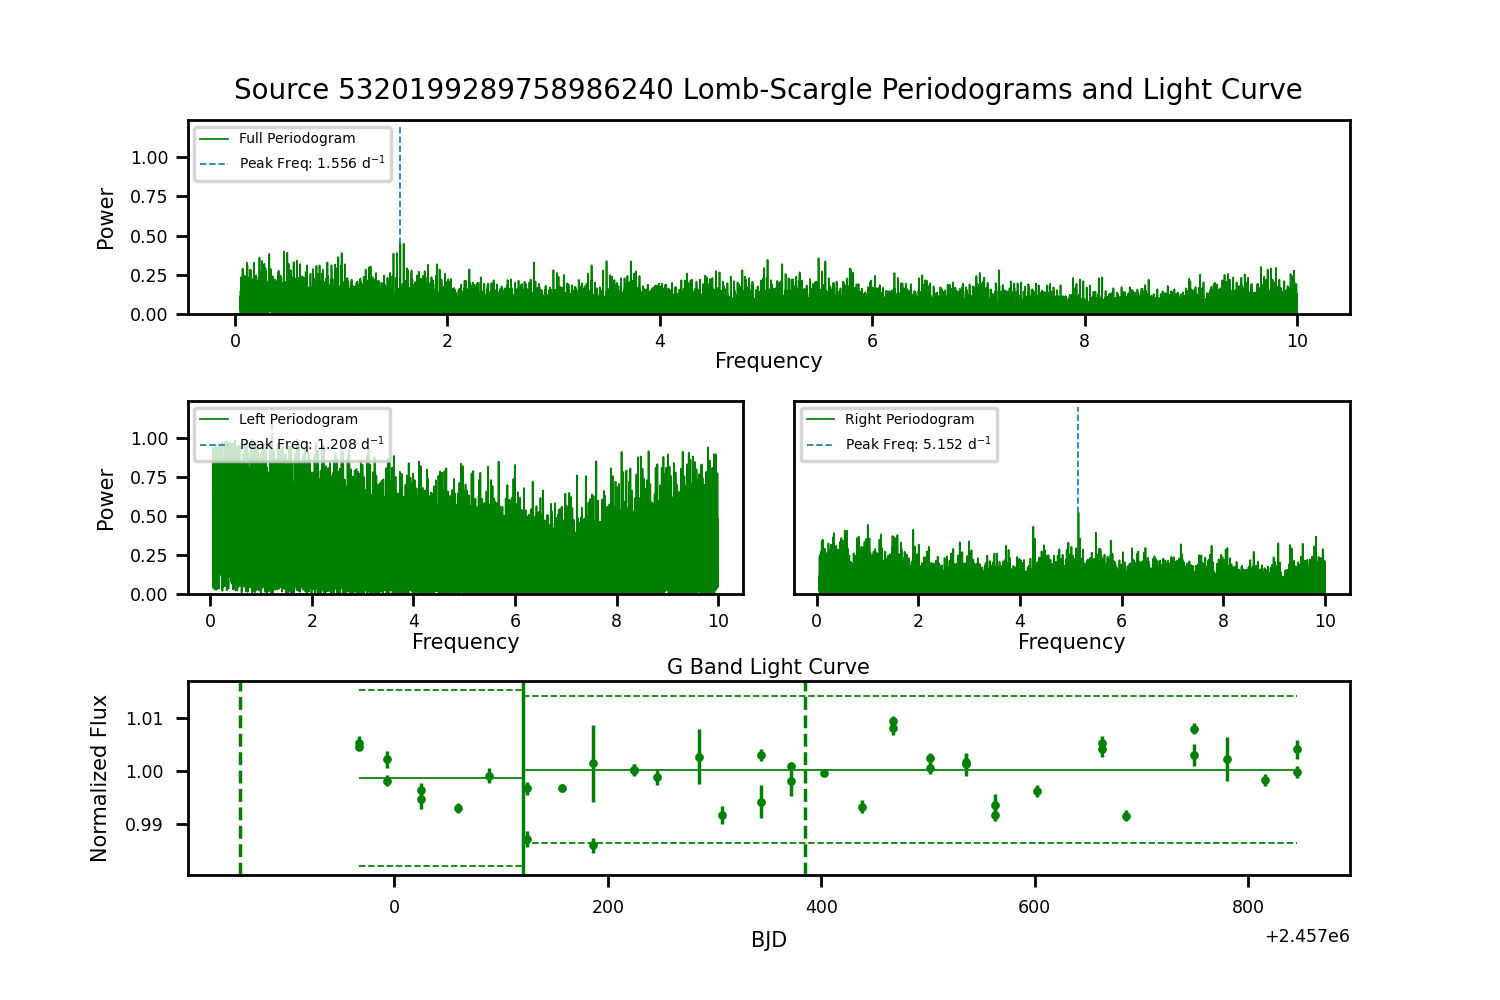 Source 5320199289758986240 Lomb-Scargle Periodograms and Light Curve
Full Periodogram
Peak Freq: 1.556 d⁻¹
Power
1.00
0.75
0.50
0.25
0.00
0 2 4 6 8 10
Frequency
Left Periodogram
Peak Freq: 1.208 d⁻¹
Power
1.00
0.75
0.50
0.25
0.00
0 2 4 6 8 10
Frequency
Right Periodogram
Peak Freq: 5.152 d⁻¹
0 2 4 6 8 10
Frequency
G Band Light Curve
Normalized Flux
1.01
1.00
0.99
0 200 400 600 800
BJD
+2.457e6